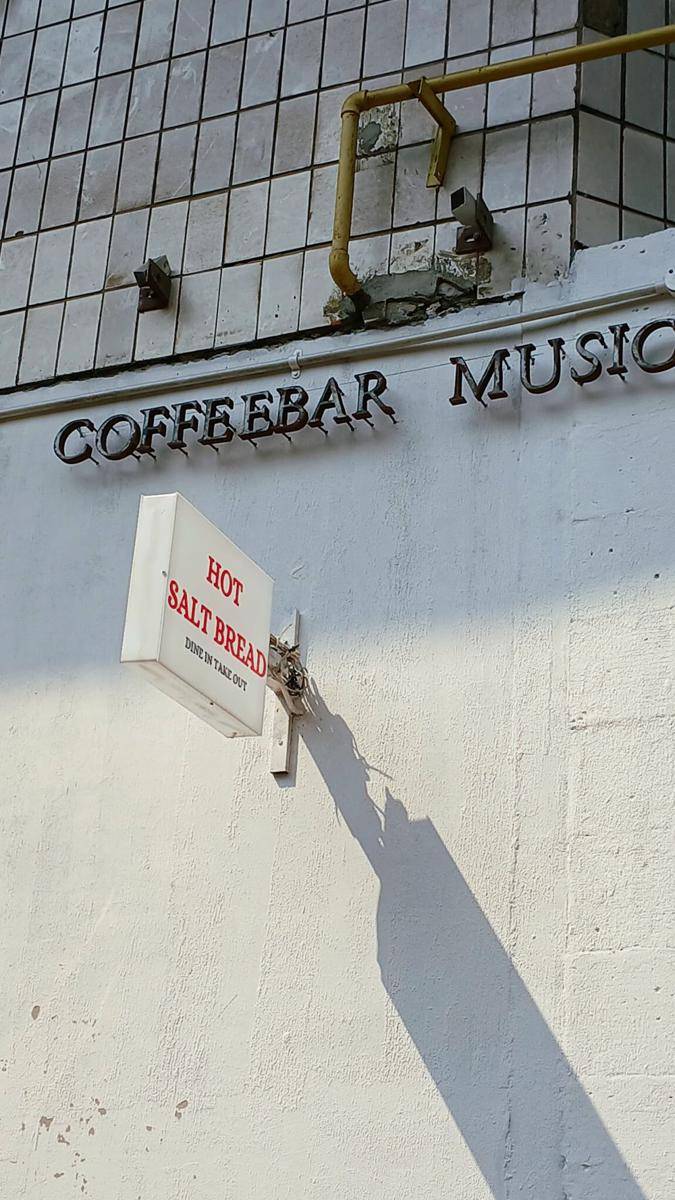 COFFEEBAR MUSIC
HOT
SALT BREAD
DINE IN TAKE OUT